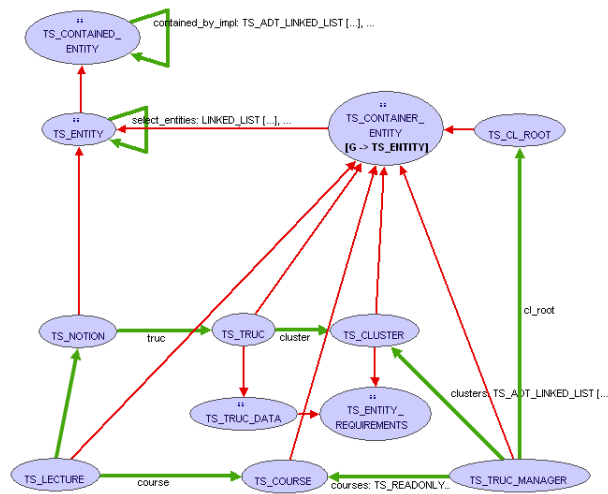 contained_by_impl: TS_ADT_LINKED_LIST [...], ...
TS_CONTAINED_
ENTITY
select_entities: LINKED_LIST [...], ...
TS_ENTITY
TS_CONTAINER_
ENTITY
[G -> TS_ENTITY]
TS_CL_ROOT
cl_root
TS_NOTION
truc
TS_TRUC
cluster
TS_CLUSTER
clusters: TS_ADT_LINKED_LIST [...
TS_TRUC_DATA
TS_ENTITY_
REQUIREMENTS
TS_LECTURE
course
TS_COURSE
courses: TS_READONLY...
TS_TRUC_MANAGER